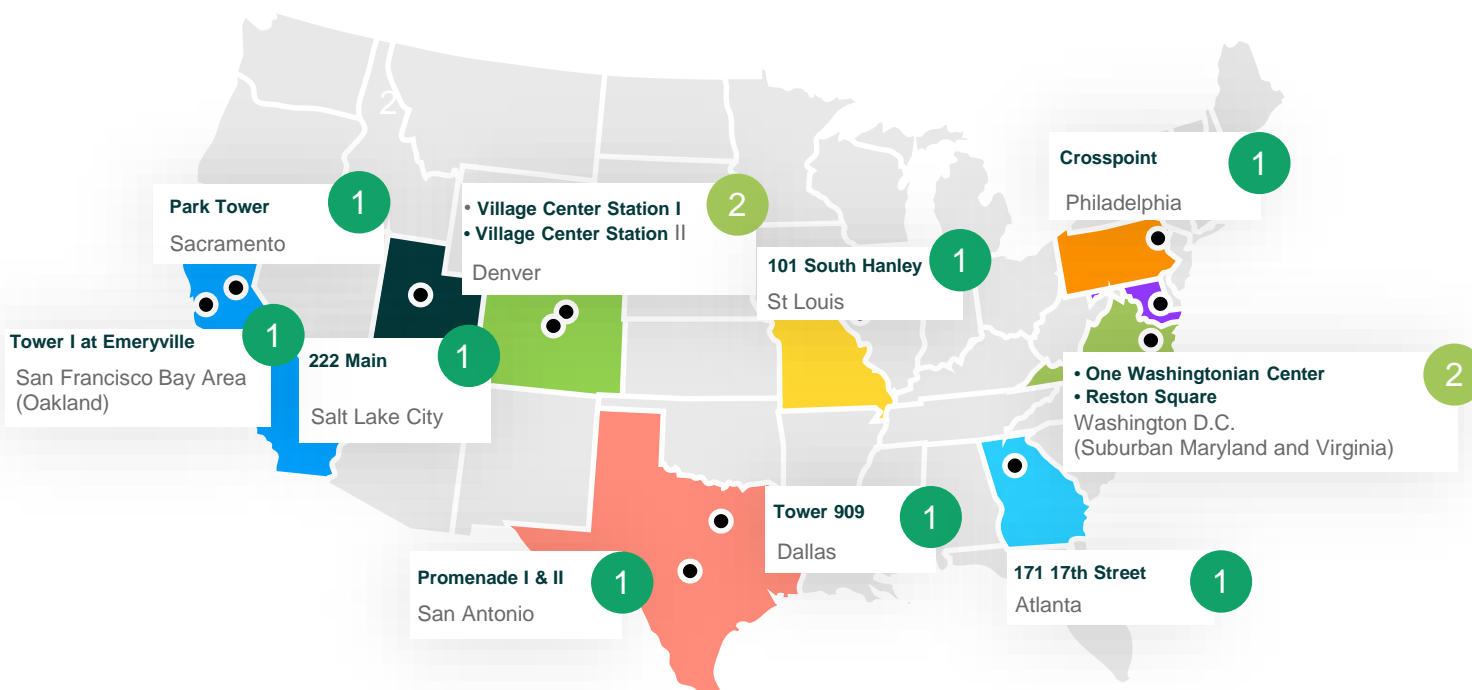 2
Crosspoint
1
Philadelphia
Park Tower
1
Sacramento
• Village Center Station I
2
• Village Center Station II
Denver
101 South Hanley
1
St Louis
Tower I at Emeryville
1
San Francisco Bay Area
(Oakland)
222 Main
1
Salt Lake City
• One Washingtonian Center
2
• Reston Square
Washington D.C.
(Suburban Maryland and Virginia)
Tower 909
1
Dallas
Promenade I & II
1
San Antonio
171 17th Street
1
Atlanta